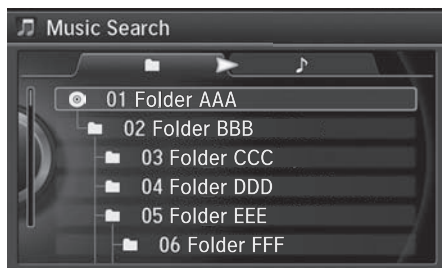 Music Search
01 Folder AAA
02 Folder BBB
03 Folder CCC
04 Folder DDD
05 Folder EEE
06 Folder FFF